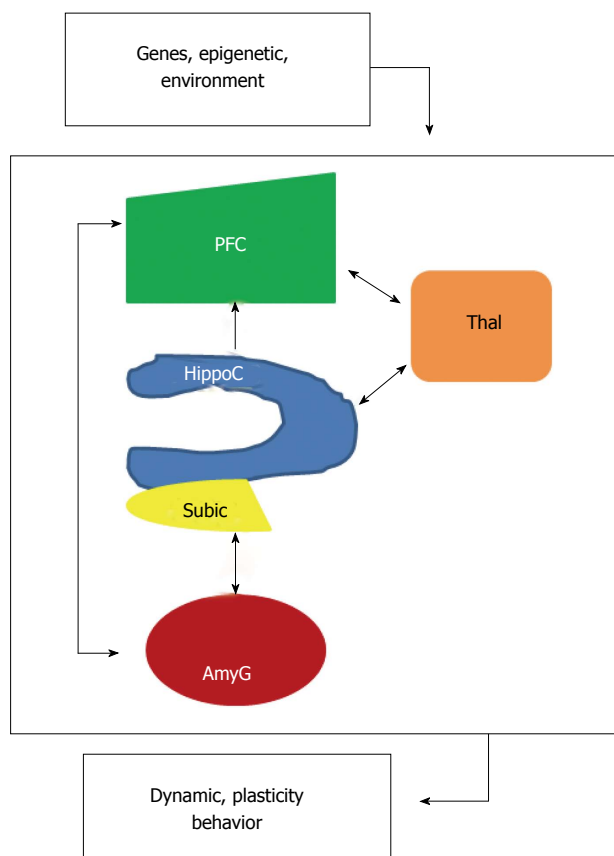 Genes, epigenetic,
environment
PFC
Thal
HippoC
Subic
AmyG
Dynamic, plasticity
behavior